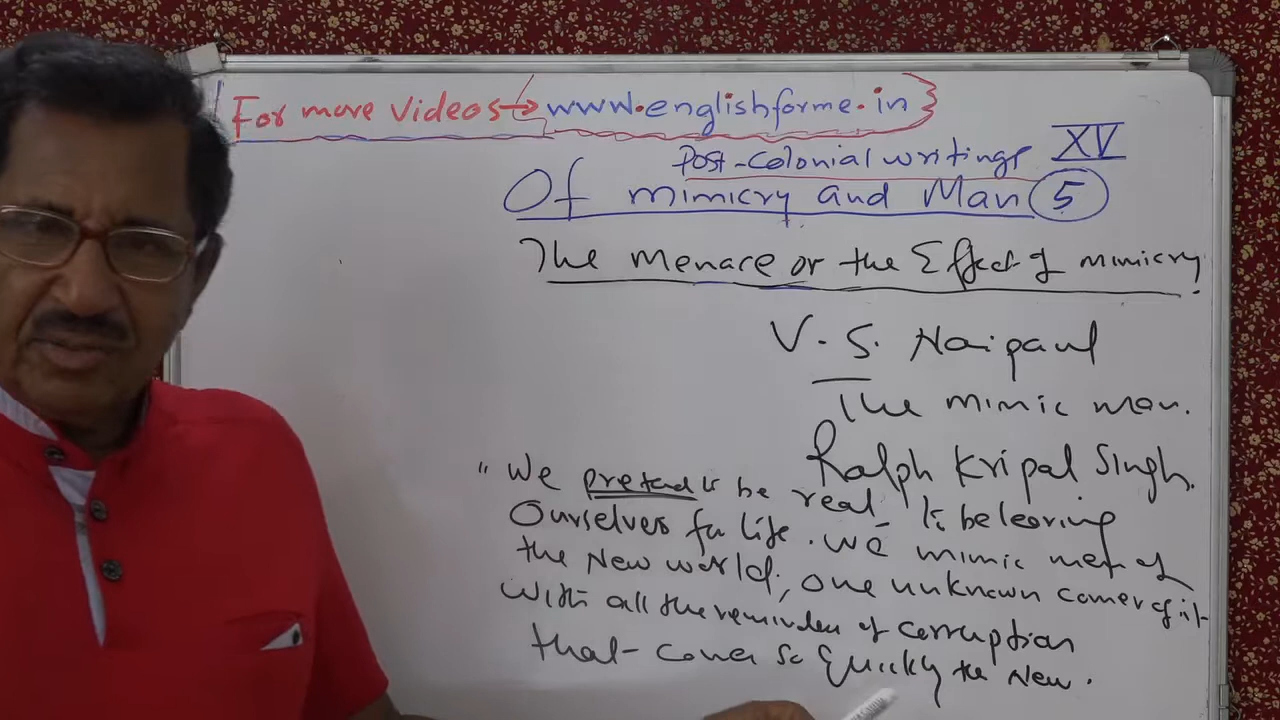 For more videos → www.englishforme.in
Post-Colonial writings XV
Of mimicry and Man 5
The Menace or the Effect of mimicry
V. S. Naipaul
The mimic man.
Ralph Kripal Singh.
" We pretend to be real to be leaving
Ourselves for life. We mimic men of
the New world, one unknown corner of it
With all the reminders of corruption
that comes so quickly the New.